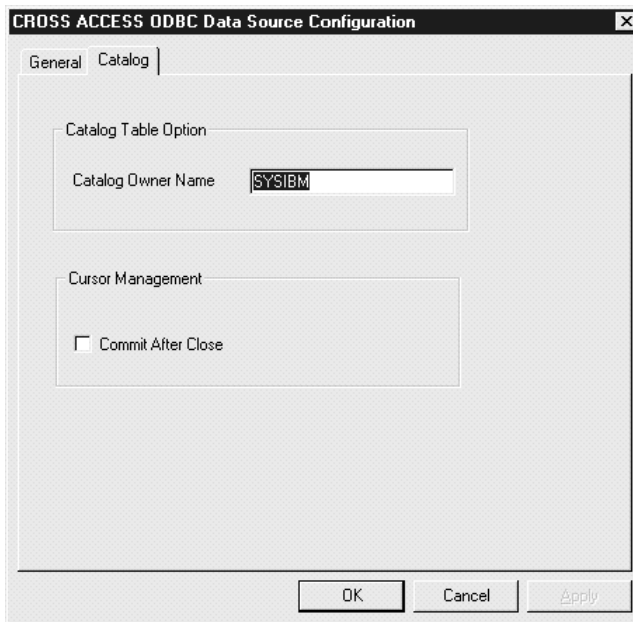 CROSS ACCESS ODBC Data Source Configuration
General Catalog
Catalog Table Option
Catalog Owner Name SYSIBM
Cursor Management
Commit After Close
OK Cancel Apply